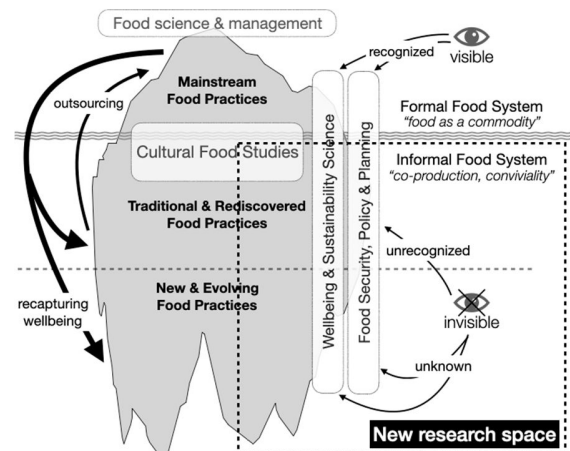 Food science & management
recognized
visible
Mainstream
Food Practices
outsourcing
Formal Food System
"food as a commodity"
Cultural Food Studies
Informal Food System
"co-production, conviviality"
Wellbeing & Sustainability Science
Food Security, Policy & Planning
Traditional & Rediscovered
Food Practices
unrecognized
New & Evolving
Food Practices
recapturing
wellbeing
invisible
unknown
New research space